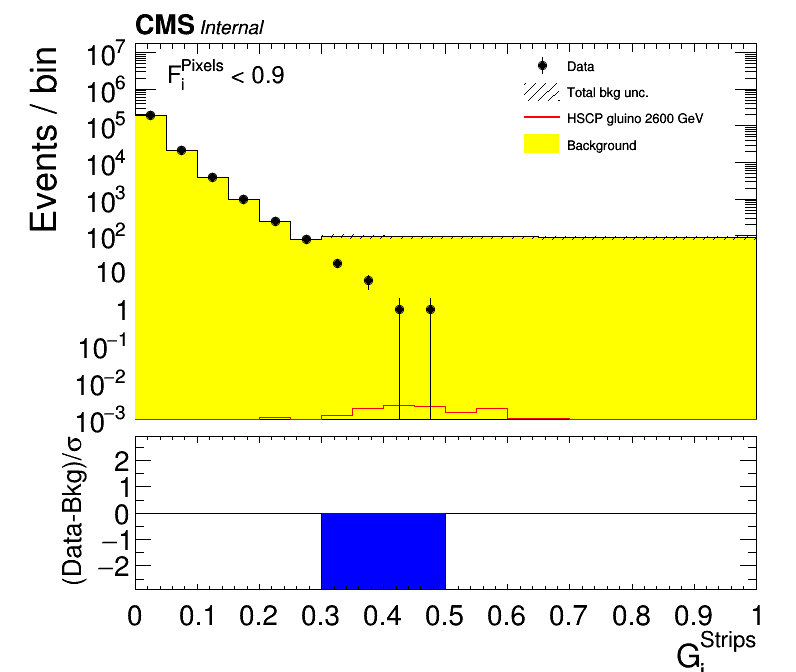 CMS Internal
Events / bin
F_i^Pixels < 0.9
Data
Total bkg unc.
HSCP gluino 2600 GeV
Background
10^7
10^6
10^5
10^4
10^3
10^2
10
1
10^−1
10^−2
10^−3
(Data-Bkg)/σ
2
1
0
−1
−2
0 0.1 0.2 0.3 0.4 0.5 0.6 0.7 0.8 0.9 1
G_i^Strips